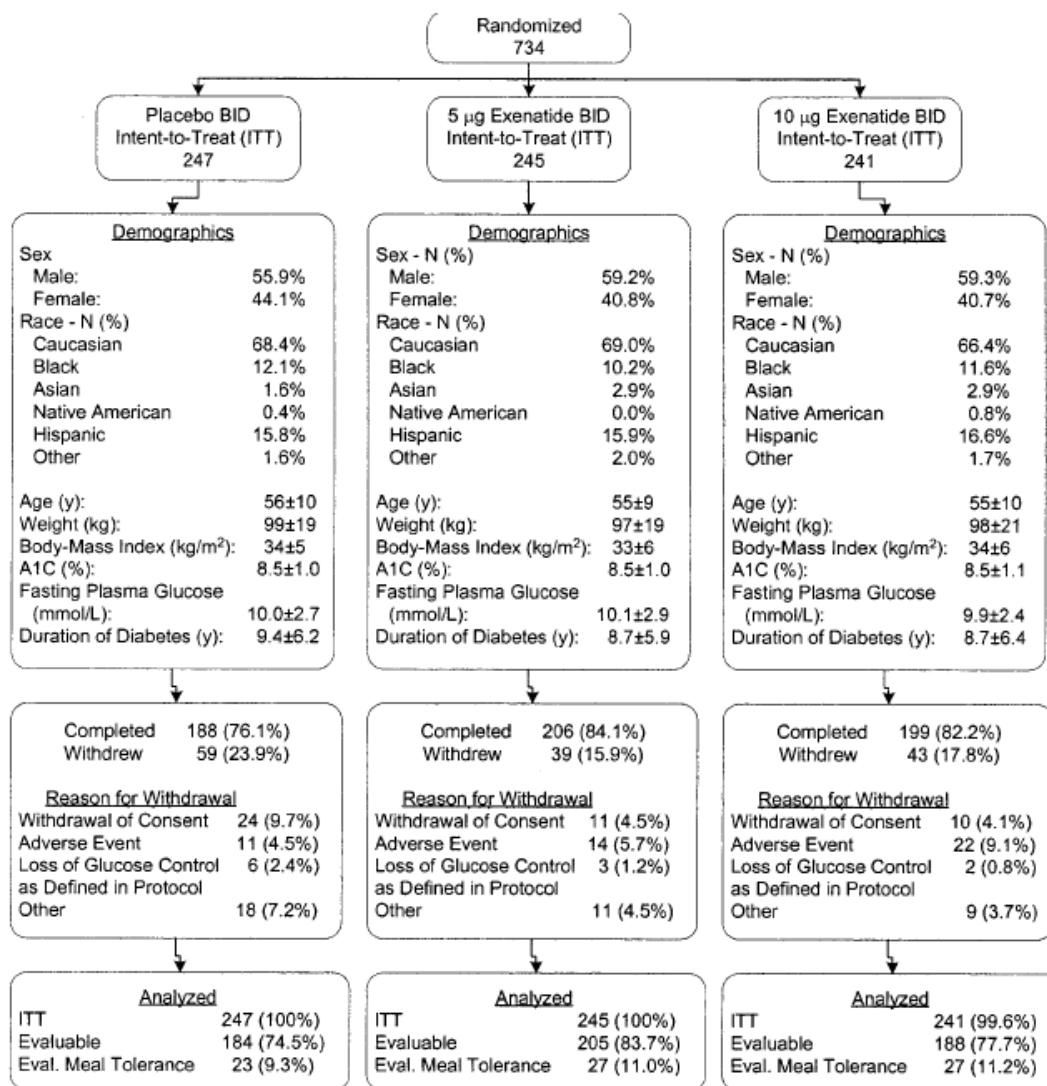 Randomized
734
Placebo BID
Intent-to-Treat (ITT)
247
5 µg Exenatide BID
Intent-to-Treat (ITT)
245
10 µg Exenatide BID
Intent-to-Treat (ITT)
241
Demographics
Sex
Male: 55.9%
Female: 44.1%
Race - N (%)
Caucasian 68.4%
Black 12.1%
Asian 1.6%
Native American 0.4%
Hispanic 15.8%
Other 1.6%
Age (y): 56±10
Weight (kg): 99±19
Body-Mass Index (kg/m²): 34±5
A1C (%): 8.5±1.0
Fasting Plasma Glucose
(mmol/L): 10.0±2.7
Duration of Diabetes (y): 9.4±6.2
Demographics
Sex - N (%)
Male: 59.2%
Female: 40.8%
Race - N (%)
Caucasian 69.0%
Black 10.2%
Asian 2.9%
Native American 0.0%
Hispanic 15.9%
Other 2.0%
Age (y): 55±9
Weight (kg): 97±19
Body-Mass Index (kg/m²): 33±6
A1C (%): 8.5±1.0
Fasting Plasma Glucose
(mmol/L): 10.1±2.9
Duration of Diabetes (y): 8.7±5.9
Demographics
Sex - N (%)
Male: 59.3%
Female: 40.7%
Race - N (%)
Caucasian 66.4%
Black 11.6%
Asian 2.9%
Native American 0.8%
Hispanic 16.6%
Other 1.7%
Age (y): 55±10
Weight (kg): 98±21
Body-Mass Index (kg/m²): 34±6
A1C (%): 8.5±1.1
Fasting Plasma Glucose
(mmol/L): 9.9±2.4
Duration of Diabetes (y): 8.7±6.4
Completed 188 (76.1%)
Withdrew 59 (23.9%)
Reason for Withdrawal
Withdrawal of Consent 24 (9.7%)
Adverse Event 11 (4.5%)
Loss of Glucose Control 6 (2.4%)
as Defined in Protocol
Other 18 (7.2%)
Completed 206 (84.1%)
Withdrew 39 (15.9%)
Reason for Withdrawal
Withdrawal of Consent 11 (4.5%)
Adverse Event 14 (5.7%)
Loss of Glucose Control 3 (1.2%)
as Defined in Protocol
Other 11 (4.5%)
Completed 199 (82.2%)
Withdrew 43 (17.8%)
Reason for Withdrawal
Withdrawal of Consent 10 (4.1%)
Adverse Event 22 (9.1%)
Loss of Glucose Control 2 (0.8%)
as Defined in Protocol
Other 9 (3.7%)
Analyzed
ITT 247 (100%)
Evaluable 184 (74.5%)
Eval. Meal Tolerance 23 (9.3%)
Analyzed
ITT 245 (100%)
Evaluable 205 (83.7%)
Eval. Meal Tolerance 27 (11.0%)
Analyzed
ITT 241 (99.6%)
Evaluable 188 (77.7%)
Eval. Meal Tolerance 27 (11.2%)